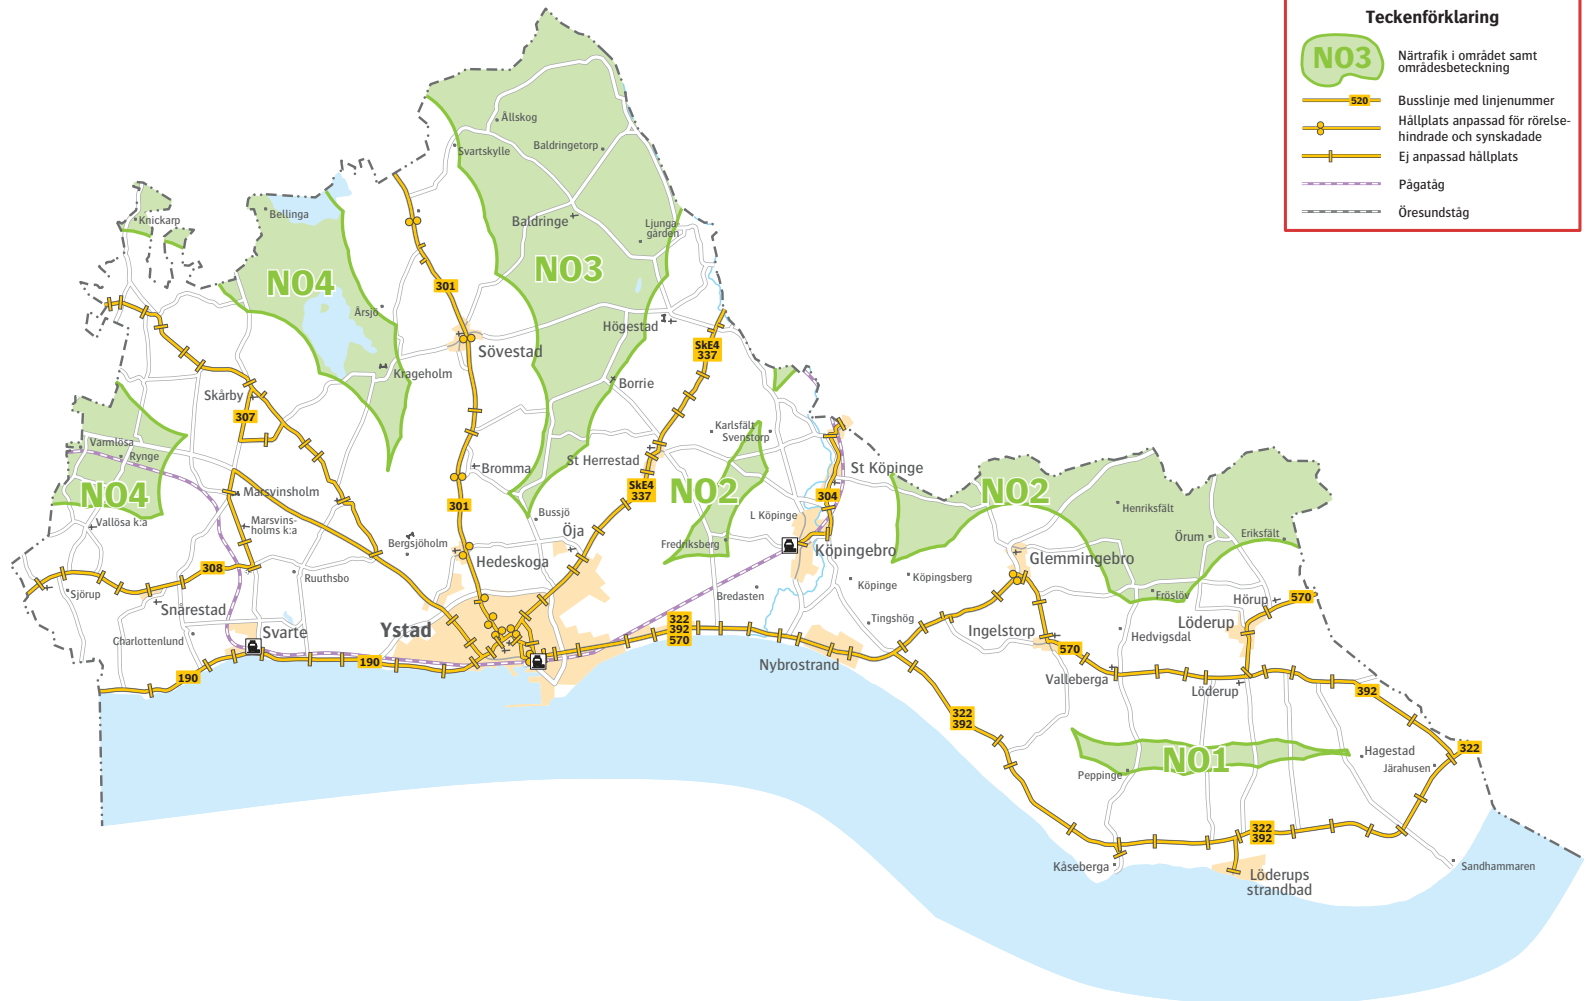 Teckenförklaring
NO3
Närtrafik i området samt
områdesbeteckning
520
Busslinje med linjenummer
Hållplats anpassad för rörelse-
hindrade och synskadade
Ej anpassad hållplats
Pågatåg
Öresundståg
Ållskog
Svartskylle
Baldringetorp
Knickarp
Bellinga
Baldringe
Ljunga-
gården
NO4
NO3
301
Årsjö
Högestad
Sövestad
SkE4
337
Krageholm
Borrie
Skårby
307
Karlsfält
Svenstorp
Varmlösa
Rynge
Bromma
St Herrestad
St Köpinge
NO4
Marsvinsholm
SkE4
337
NO2
304
NO2
301
Henriksfält
Vallösa k:a
Marsvins-
holms k:a
Bussjö
L Köpinge
Öja
Örum
Eriksfält
Bergsjöholm
Fredriksberg
Hedeskoga
Köpingebro
Glemmingebro
308
Ruuthsbo
Köpinge
Köpingsberg
Sjörup
Bredasten
Fröslöv
Hörup
570
Snårestad
Tingshög
Löderup
Svarte
Ystad
322
392
570
Ingelstorp
Hedvigsdal
Charlottenlund
570
190
Nybrostrand
Valleberga
190
Löderup
392
322
392
322
NO1
Hagestad
Peppinge
Järahusen
322
392
Kåseberga
Löderups
strandbad
Sandhammaren